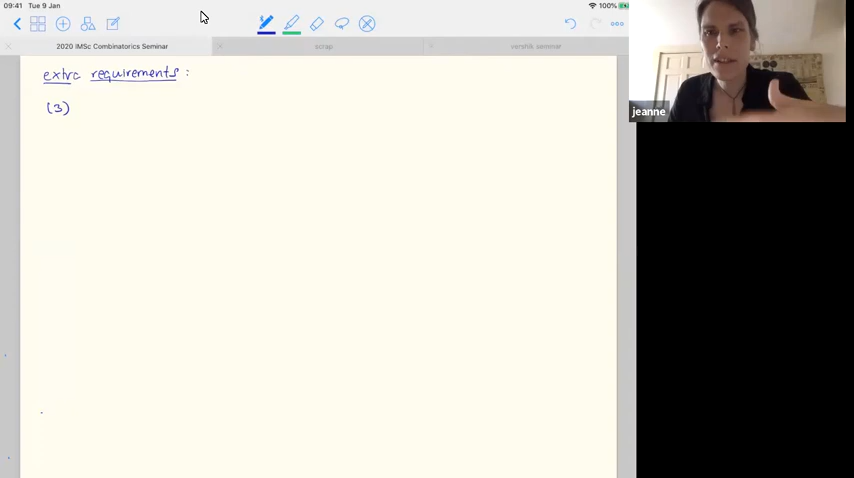 09:41 Tue 9 Jan
100%
2020 IMSc Combinatorics Seminar
scrap
vershik seminar
extra requirements :
(3)
jeanne